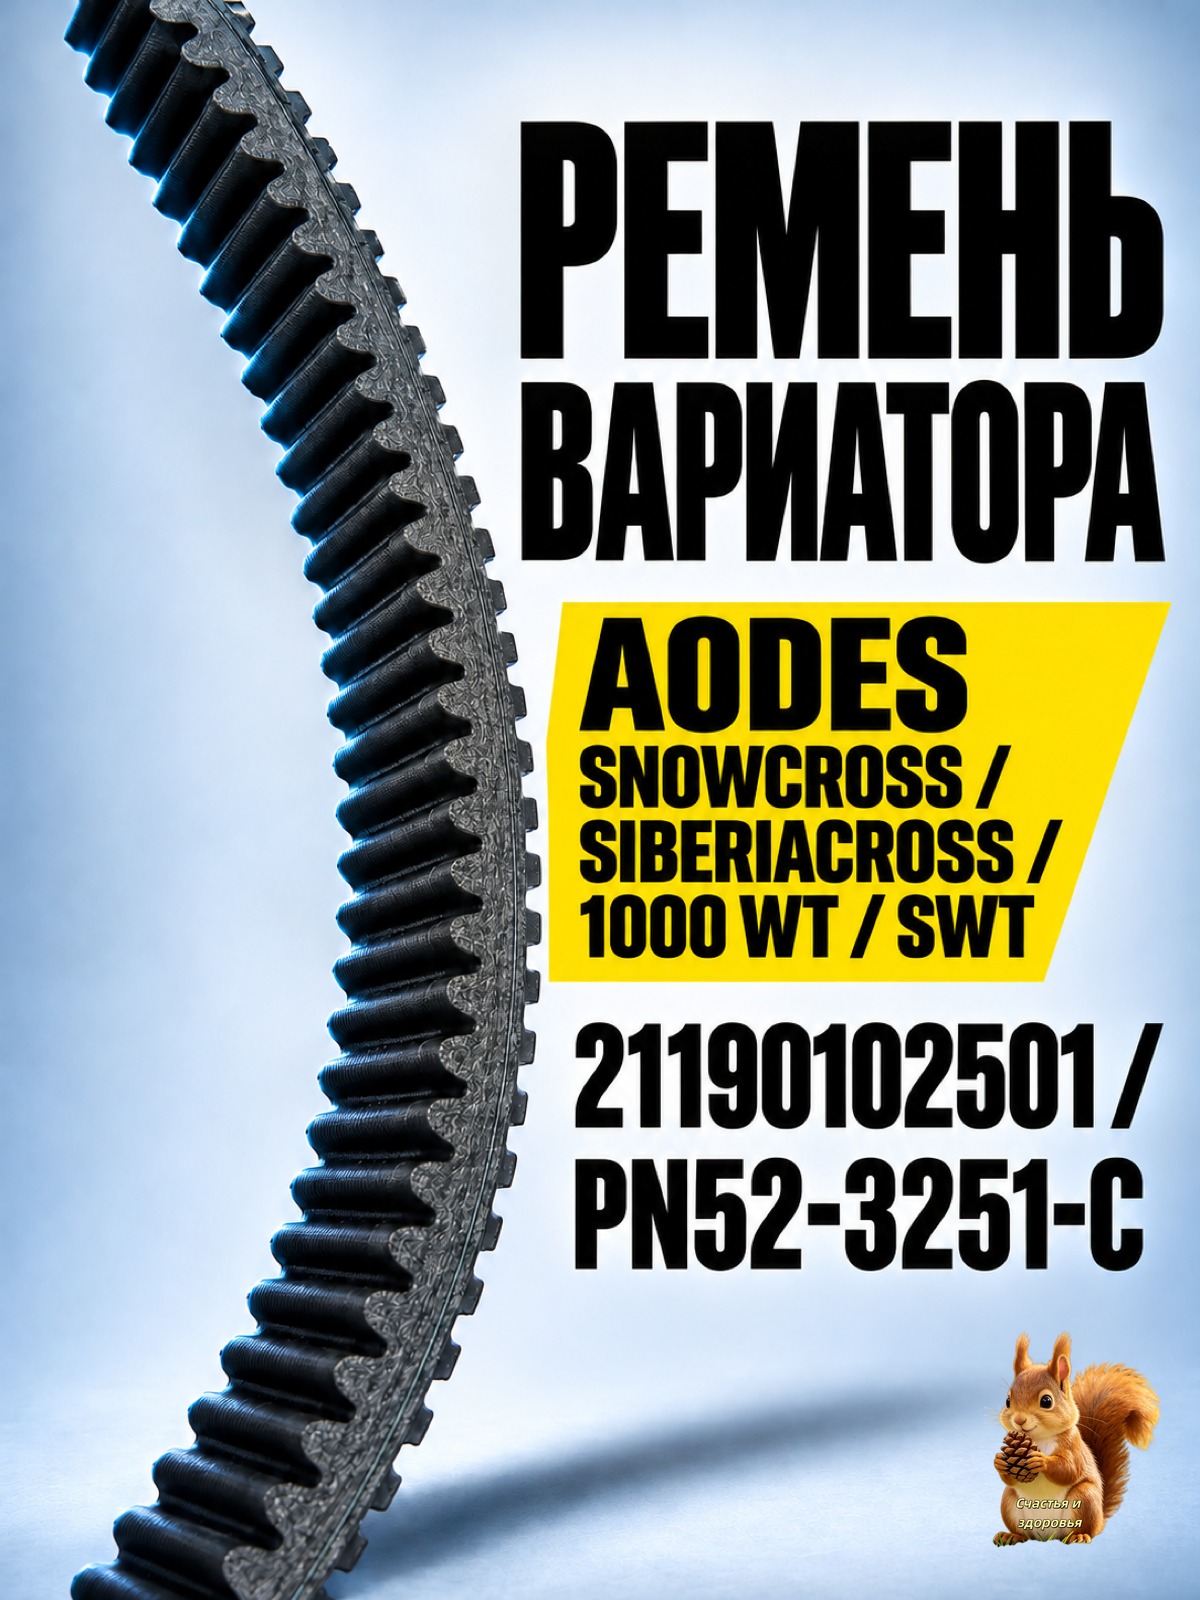 РЕМЕНЬ
ВАРИАТОРА
AODES
SNOWCROSS /
SIBERIACROSS /
1000 WT / SWT
21190102501 /
PN52-3251-C
Счастья и
здоровья